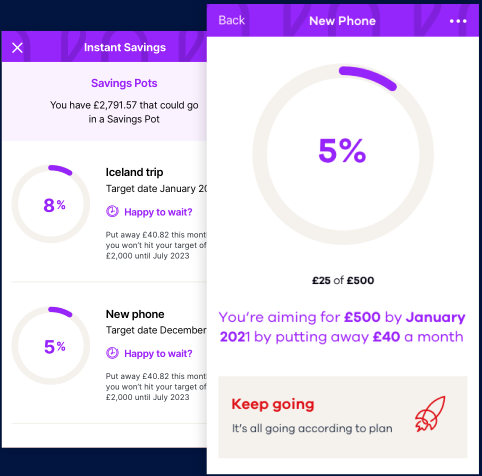 Instant Savings
Savings Pots
You have £2,791.57 that could go
in a Savings Pot
8%
Iceland trip
Target date January 20
Happy to wait?
Put away £40.82 this mont
you won't hit your target of
£2,000 until July 2023
5%
New phone
Target date December
Happy to wait?
Put away £40.82 this mont
you won't hit your target of
£2,000 until July 2023
Back
New Phone
5%
£25 of £500
You're aiming for £500 by January
2021 by putting away £40 a month
Keep going
It's all going according to plan